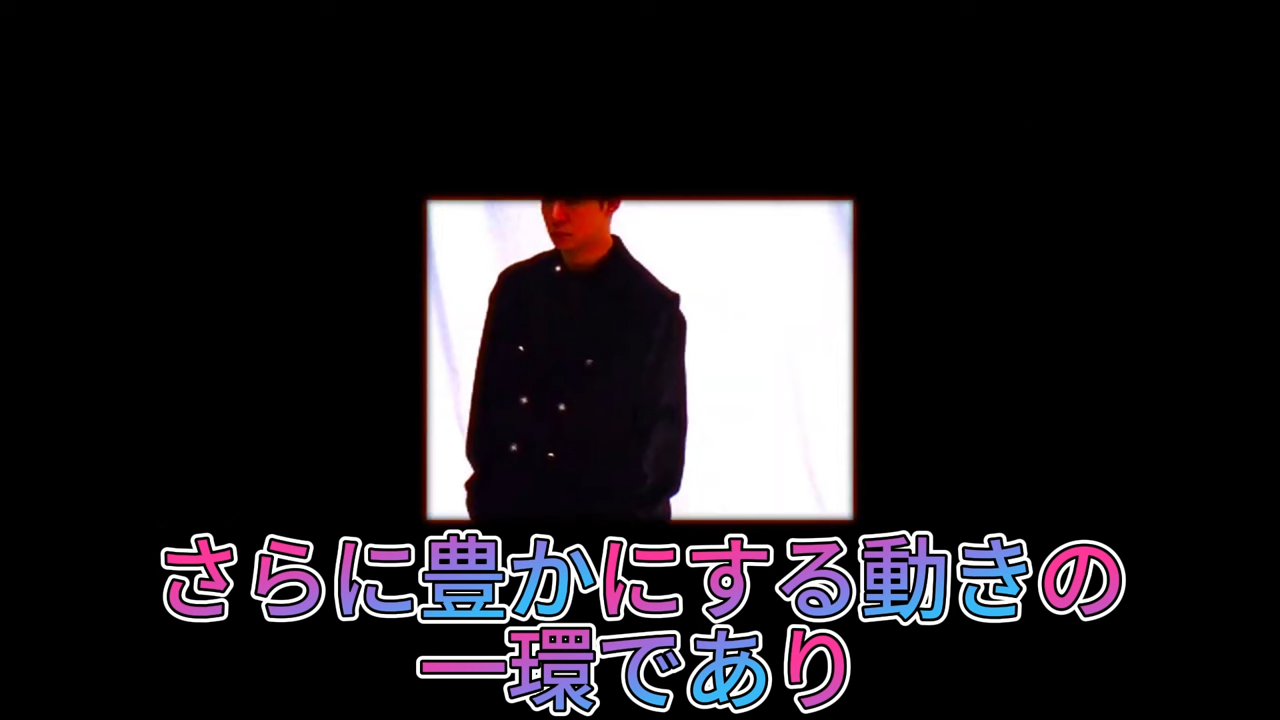 さらに豊かにする動きの
一環であり